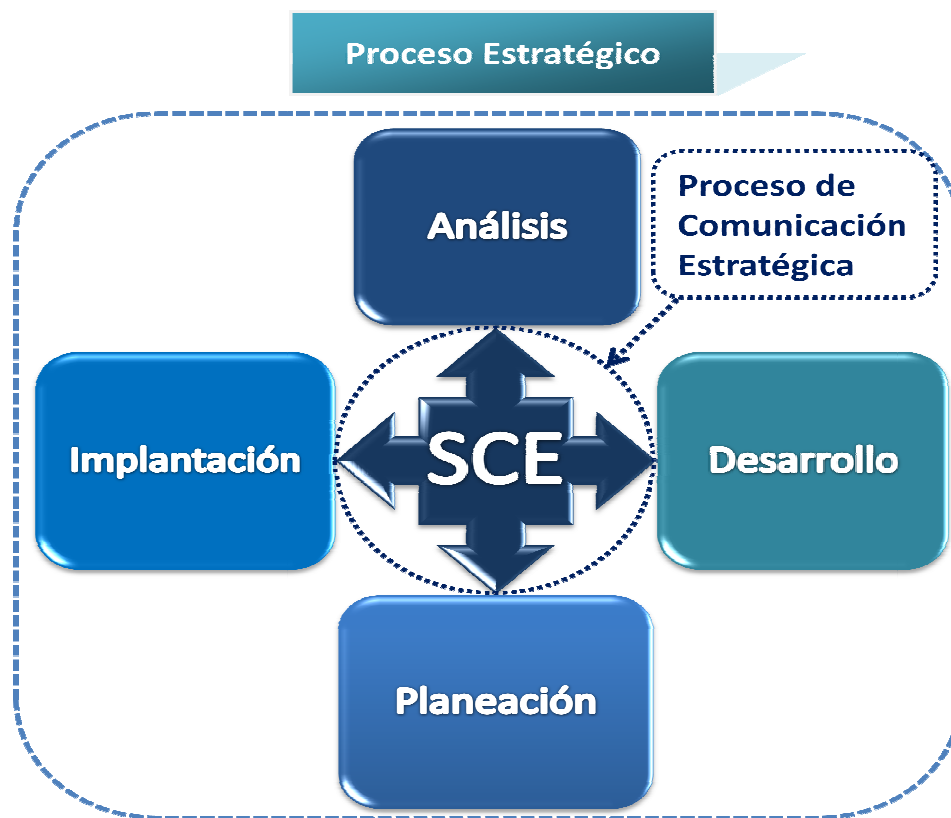 Proceso Estratégico
Análisis
Proceso de
Comunicación
Estratégica
Implantación
SCE
Desarrollo
Planeación